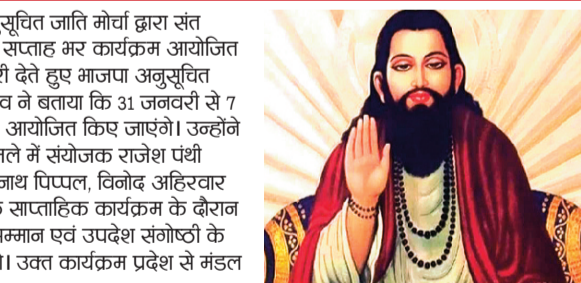 सूचित जाति मोर्चा द्वारा संत
सप्ताह भर कार्यक्रम आयोजित
री देते हुए भाजपा अनुसूचित
व ने बताया कि 31 जनवरी से 7
आयोजित किए जाएंगे। उन्होंने
ले में संयोजक राजेश पंथी
नाथ पिप्पल, विनोद अहिरवार
साप्ताहिक कार्यक्रम के दौरान
म्मान एवं उपदेश संगोष्ठी के
। उक्त कार्यक्रम प्रदेश से मंडल